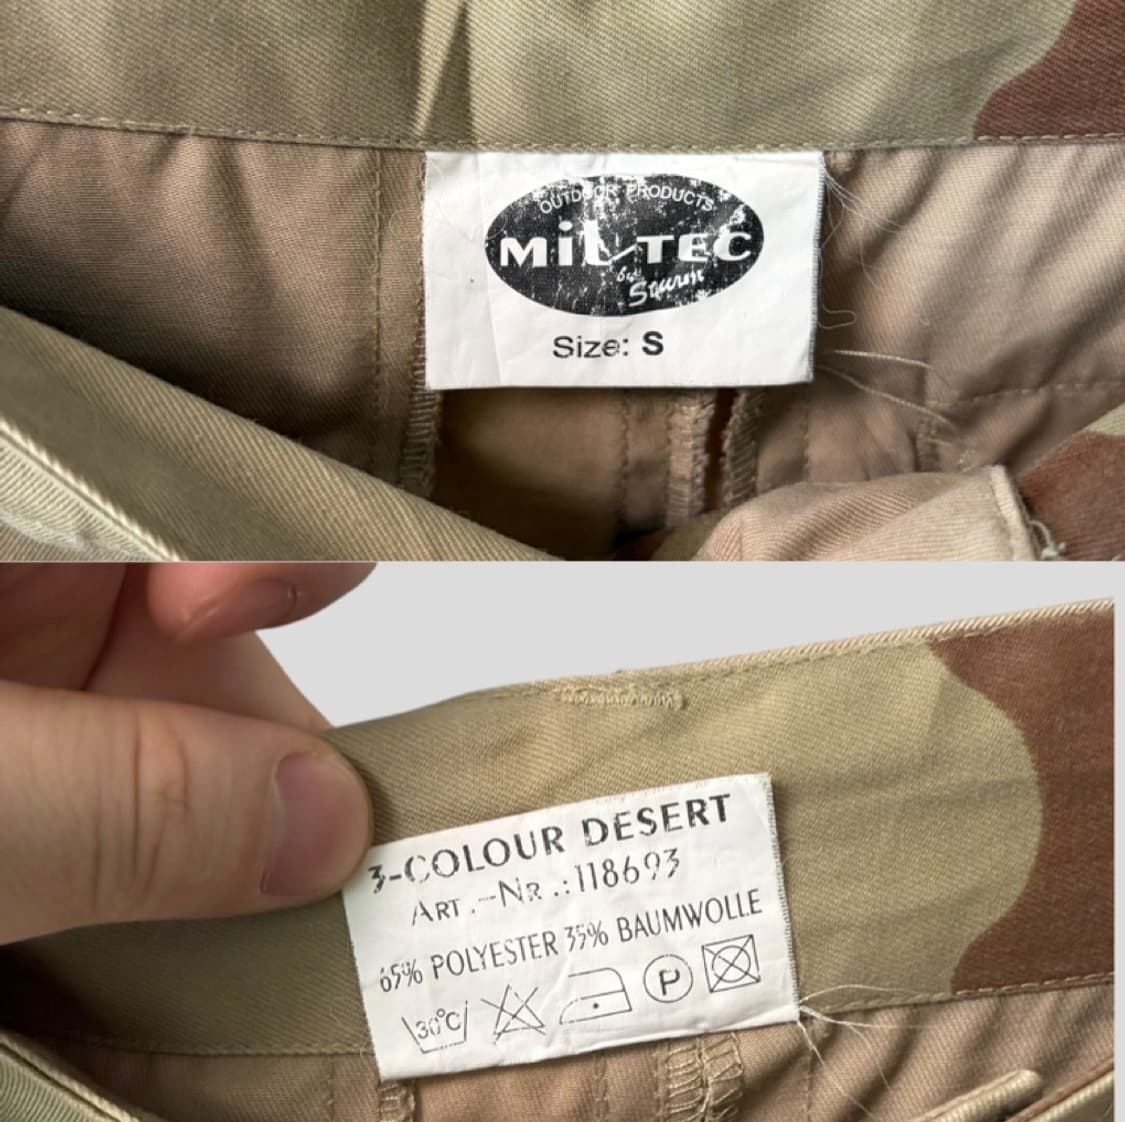 OUTDOOR PRODUCTS
MiL-TEC
by Sturm
Size: S
3-COLOUR DESERT
ART.-NR.:118693
65% POLYESTER 35% BAUMWOLLE
30°C P